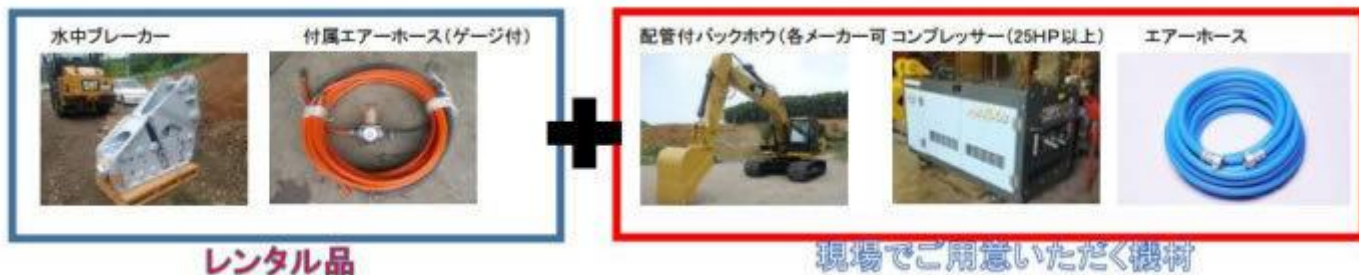 水中ブレーカー
付属エアーホース（ゲージ付）
配管付バックホウ（各メーカー可
コンプレッサー（25HP以上）
エアーホース
レンタル品
現場でご用意いただく機材